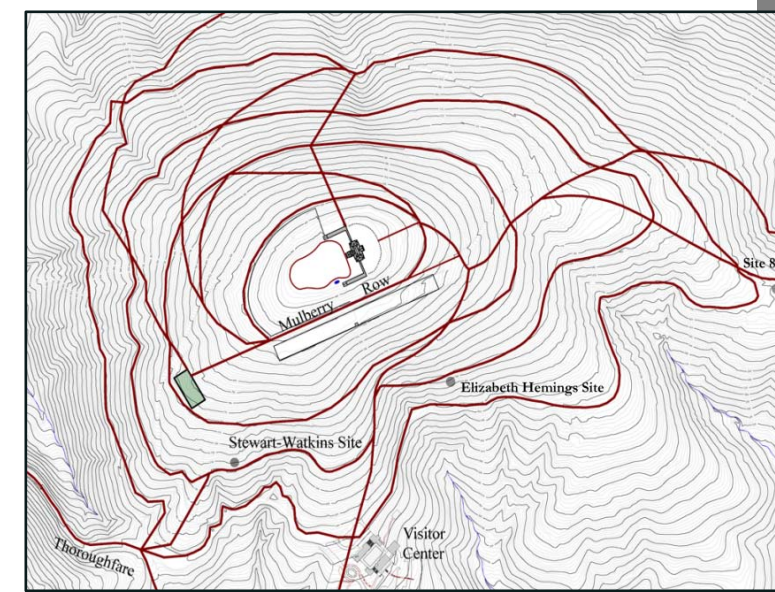 Site 8
Mulberry Row
Elizabeth Hemings Site
Stewart-Watkins Site
Visitor
Center
Thoroughfare